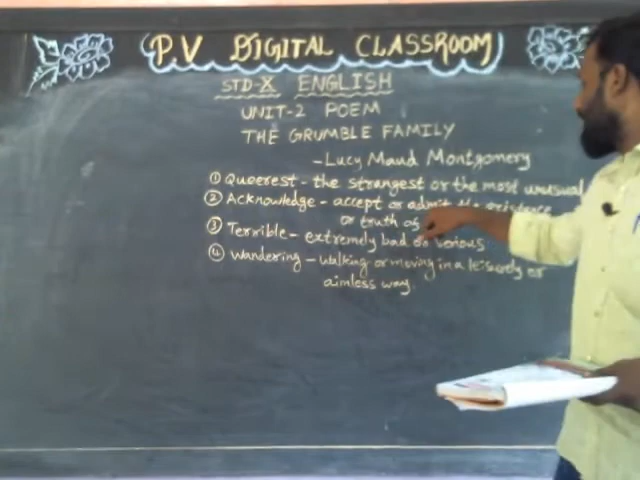 P.V DIGITAL CLASSROOM
STD-X ENGLISH
UNIT-2 POEM
THE GRUMBLE FAMILY
-Lucy Maud Montgomery
① Queerest - the strangest or the most unusual
② Acknowledge - accept or admit the existence
or truth of
③ Terrible - extremely bad or serious
④ Wandering - walking or moving in a leisurely or
aimless way.